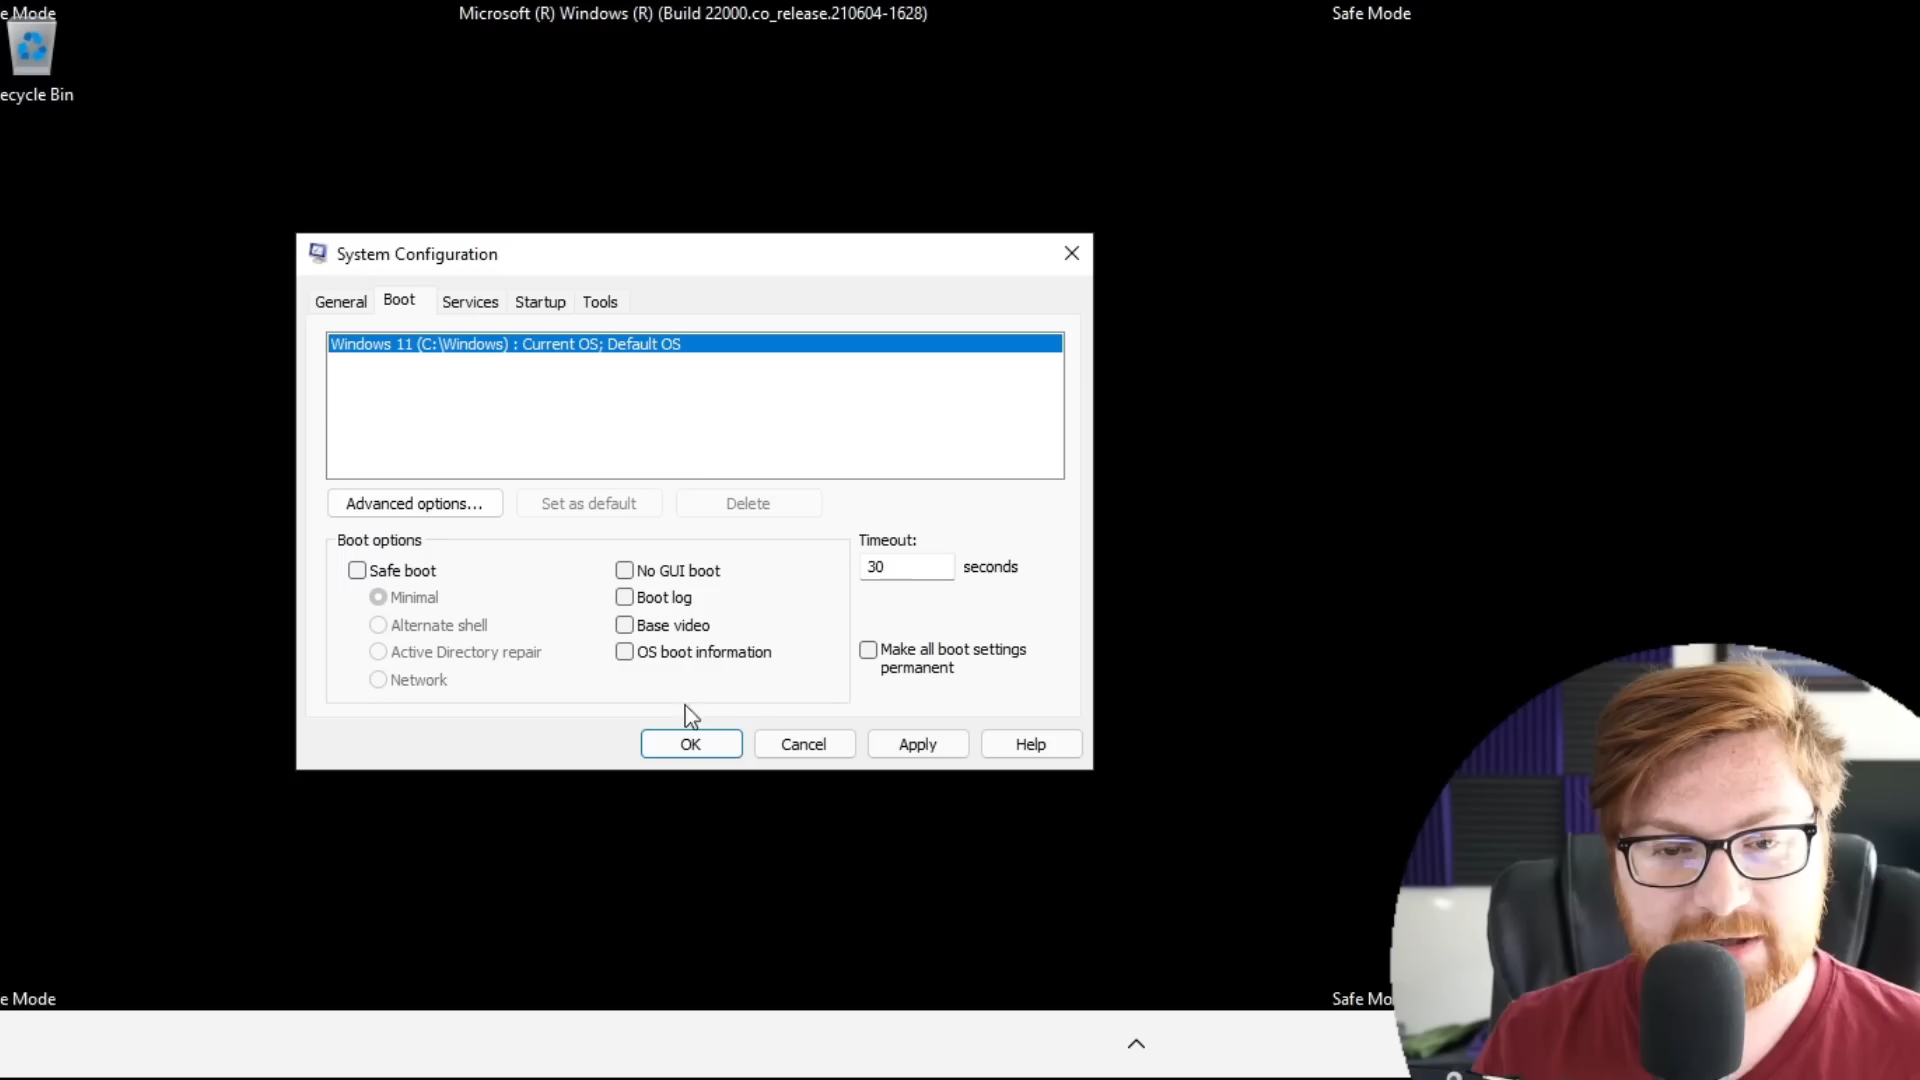 e Mode
Microsoft (R) Windows (R) (Build 22000.co_release.210604-1628)
Safe Mode
ecycle Bin
System Configuration
General
Boot
Services
Startup
Tools
Windows 11 (C:\Windows) : Current OS; Default OS
Advanced options...
Set as default
Delete
Boot options
Timeout:
Safe boot
No GUI boot
30
seconds
Minimal
Boot log
Alternate shell
Base video
Active Directory repair
OS boot information
Make all boot settings
permanent
Network
OK
Cancel
Apply
Help
e Mode
Safe Mo